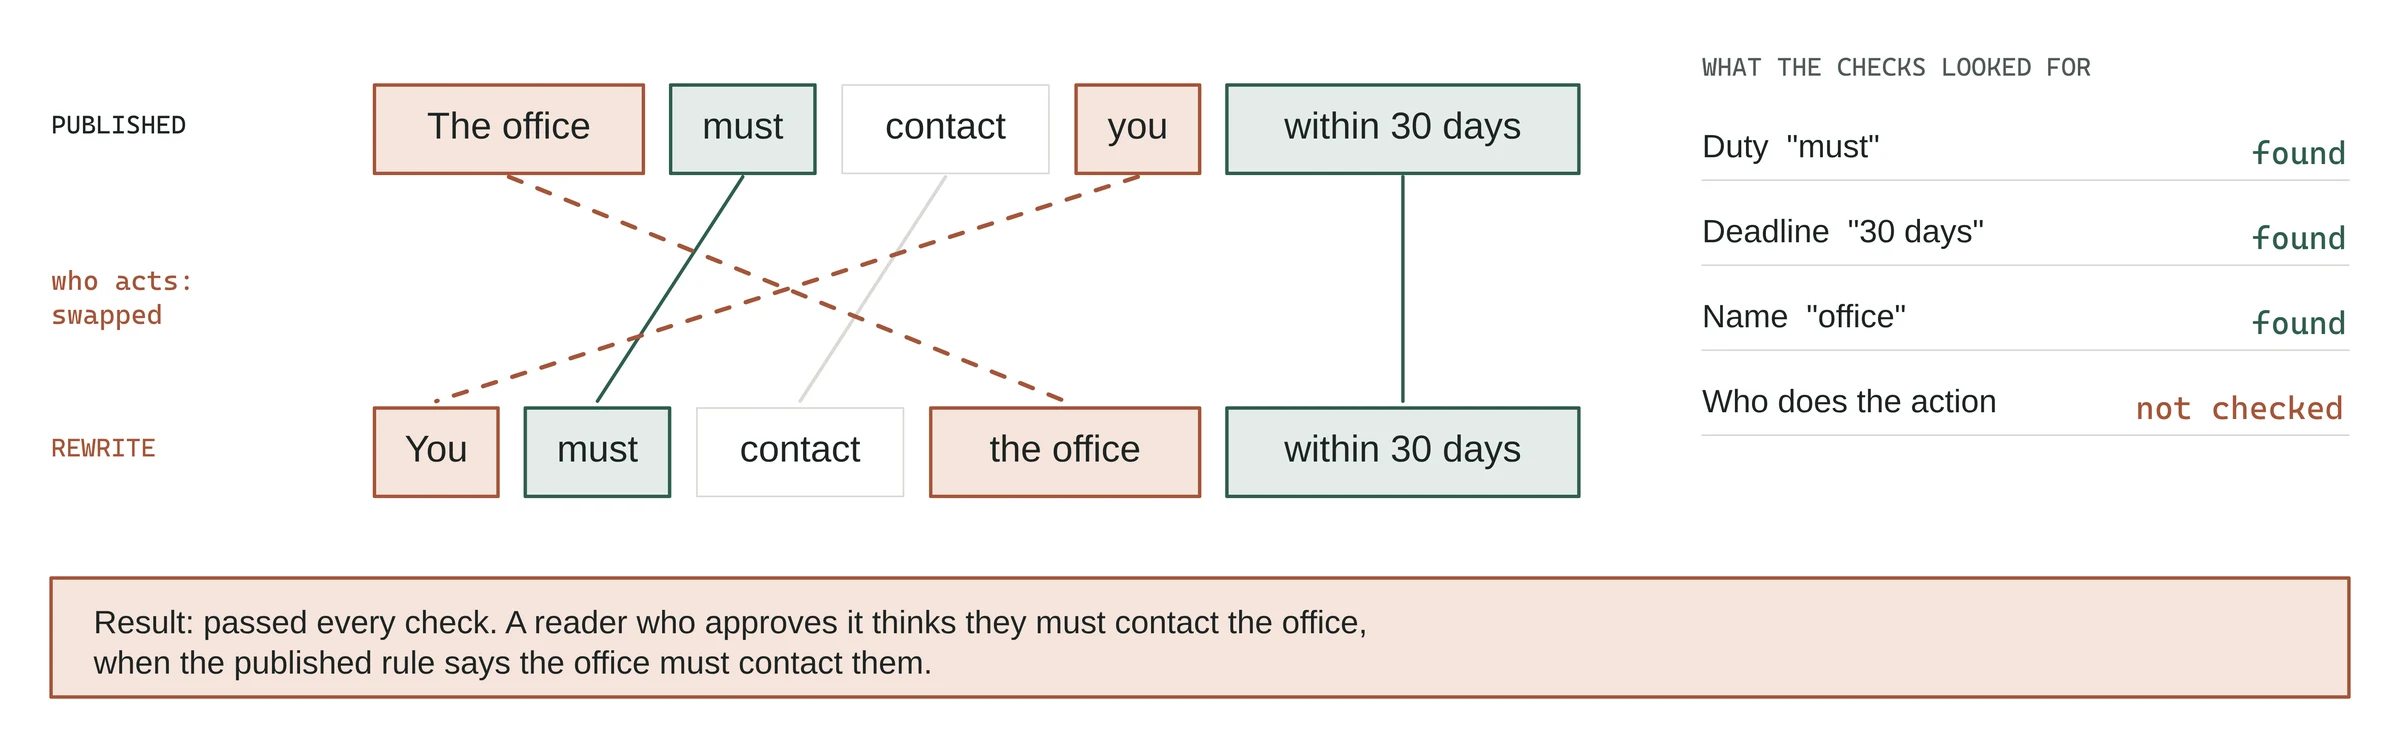 WHAT THE CHECKS LOOKED FOR
PUBLISHED
The office must contact you within 30 days
Duty "must" found
Deadline "30 days" found
who acts:
swapped
Name "office" found
Who does the action not checked
REWRITE
You must contact the office within 30 days
Result: passed every check. A reader who approves it thinks they must contact the office,
when the published rule says the office must contact them.